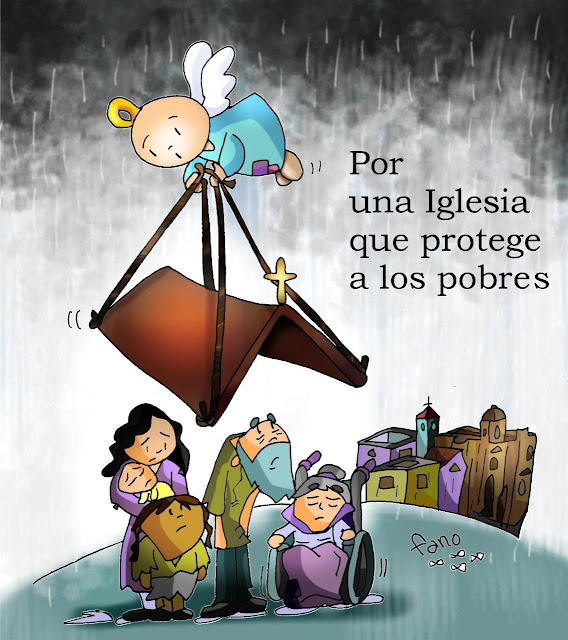 Por
una Iglesia
que protege
a los pobres
fano